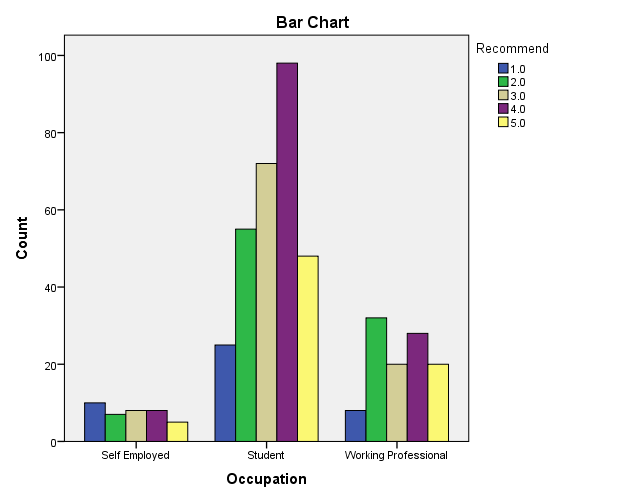 Bar Chart
Recommend
1.0
2.0
3.0
4.0
5.0
100
80
60
40
20
0
Count
Self Employed
Student
Working Professional
Occupation